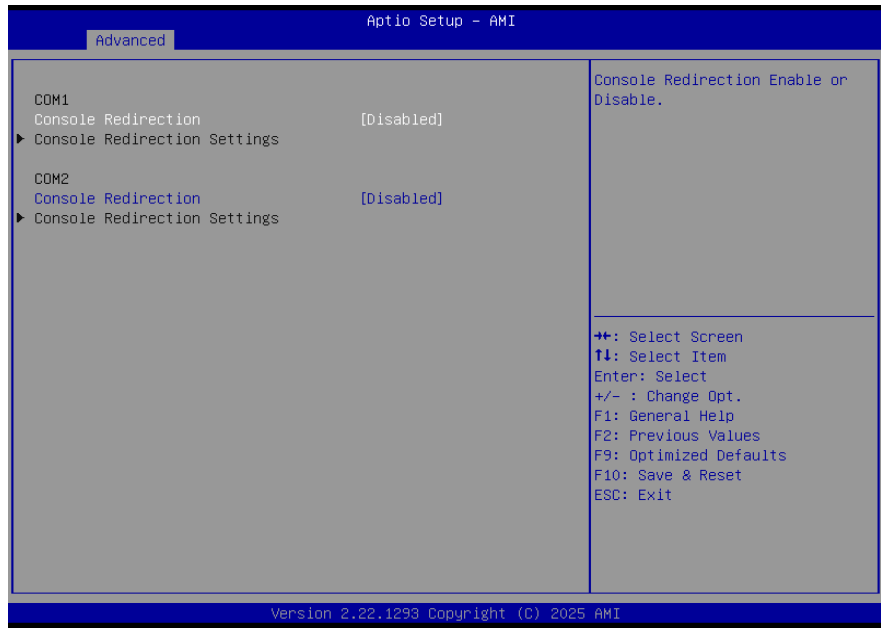 Aptio Setup – AMI
Advanced
COM1
Console Redirection [Disabled]
▶ Console Redirection Settings
COM2
Console Redirection [Disabled]
▶ Console Redirection Settings
Console Redirection Enable or
Disable.
→←: Select Screen
↑↓: Select Item
Enter: Select
+/- : Change Opt.
F1: General Help
F2: Previous Values
F9: Optimized Defaults
F10: Save & Reset
ESC: Exit
Version 2.22.1293 Copyright (C) 2025 AMI